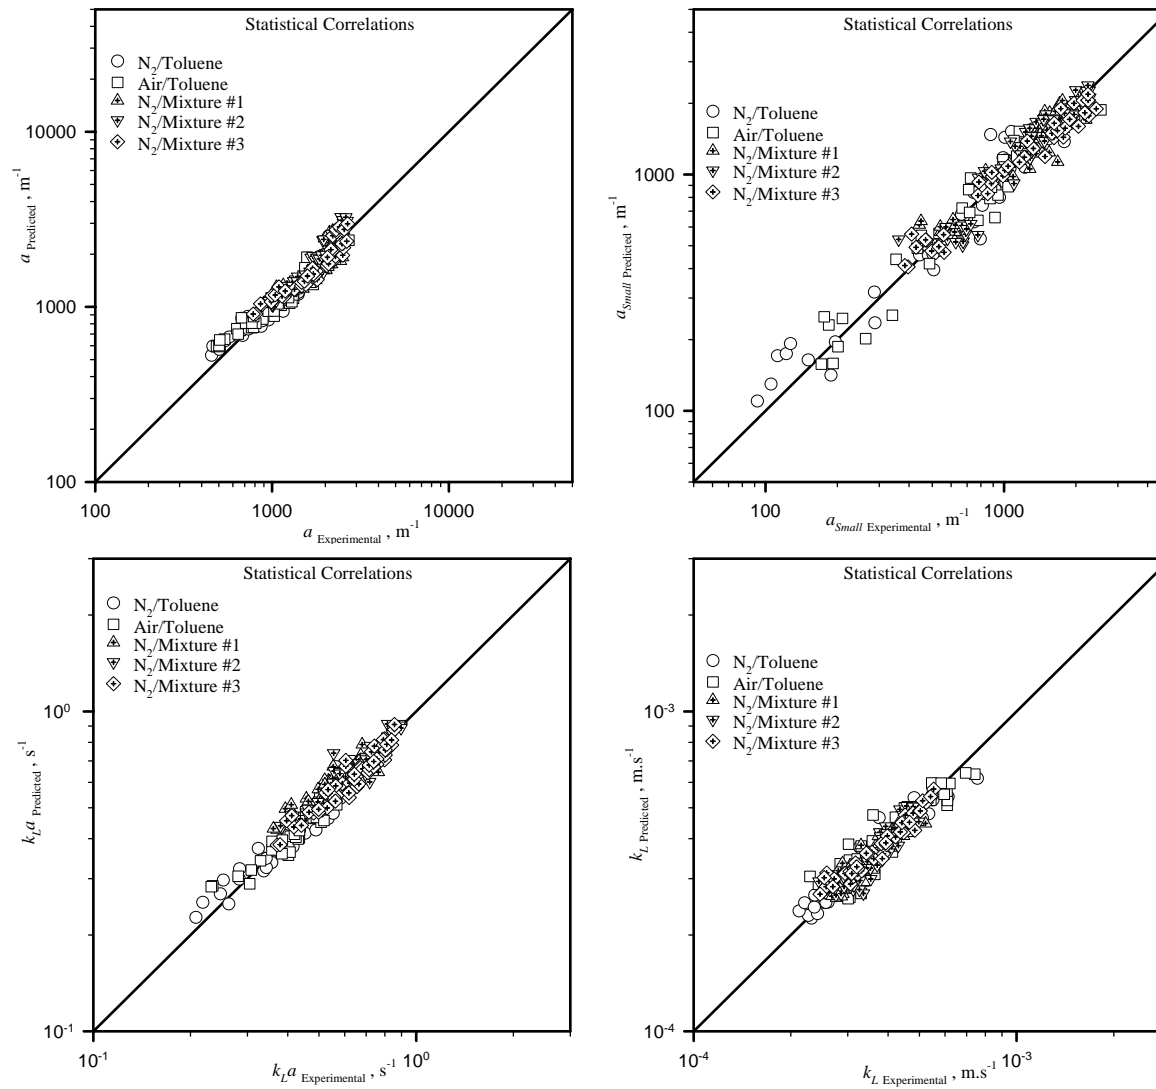 Statistical Correlations
N2/Toluene
Air/Toluene
N2/Mixture #1
N2/Mixture #2
N2/Mixture #3
10000
1000
100
a Predicted, m-1
100
1000
10000
a Experimental , m-1
Statistical Correlations
N2/Toluene
Air/Toluene
N2/Mixture #1
N2/Mixture #2
N2/Mixture #3
1000
100
aSmall Predicted, m-1
100
1000
aSmall Experimental , m-1
Statistical Correlations
N2/Toluene
Air/Toluene
N2/Mixture #1
N2/Mixture #2
N2/Mixture #3
100
10-1
kLa Predicted, s-1
10-1
100
kLa Experimental , s-1
Statistical Correlations
N2/Toluene
Air/Toluene
N2/Mixture #1
N2/Mixture #2
N2/Mixture #3
10-3
10-4
kL Predicted, m.s-1
10-4
10-3
kL Experimental , m.s-1